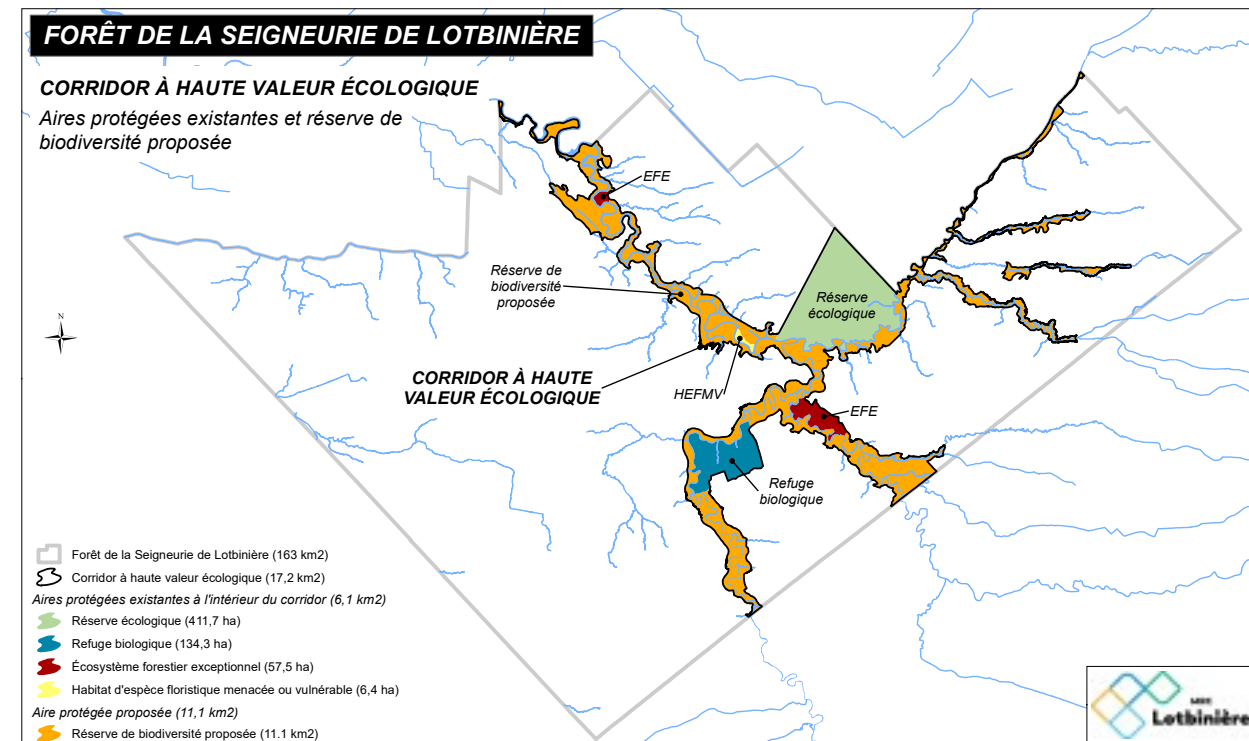 FORÊT DE LA SEIGNEURIE DE LOTBINIÈRE
CORRIDOR À HAUTE VALEUR ÉCOLOGIQUE
Aires protégées existantes et réserve de
biodiversité proposée
EFE
Réserve de
biodiversité
proposée
Réserve
écologique
N
CORRIDOR À HAUTE
VALEUR ÉCOLOGIQUE
HEFMV
EFE
Refuge
biologique
Forêt de la Seigneurie de Lotbinière (163 km2)
Corridor à haute valeur écologique (17,2 km2)
Aires protégées existantes à l'intérieur du corridor (6,1 km2)
Réserve écologique (411,7 ha)
Refuge biologique (134,3 ha)
Écosystème forestier exceptionnel (57,5 ha)
Habitat d'espèce floristique menacée ou vulnérable (6,4 ha)
Aire protégée proposée (11,1 km2)
Réserve de biodiversité proposée (11.1 km2)
MRC
Lotbinière